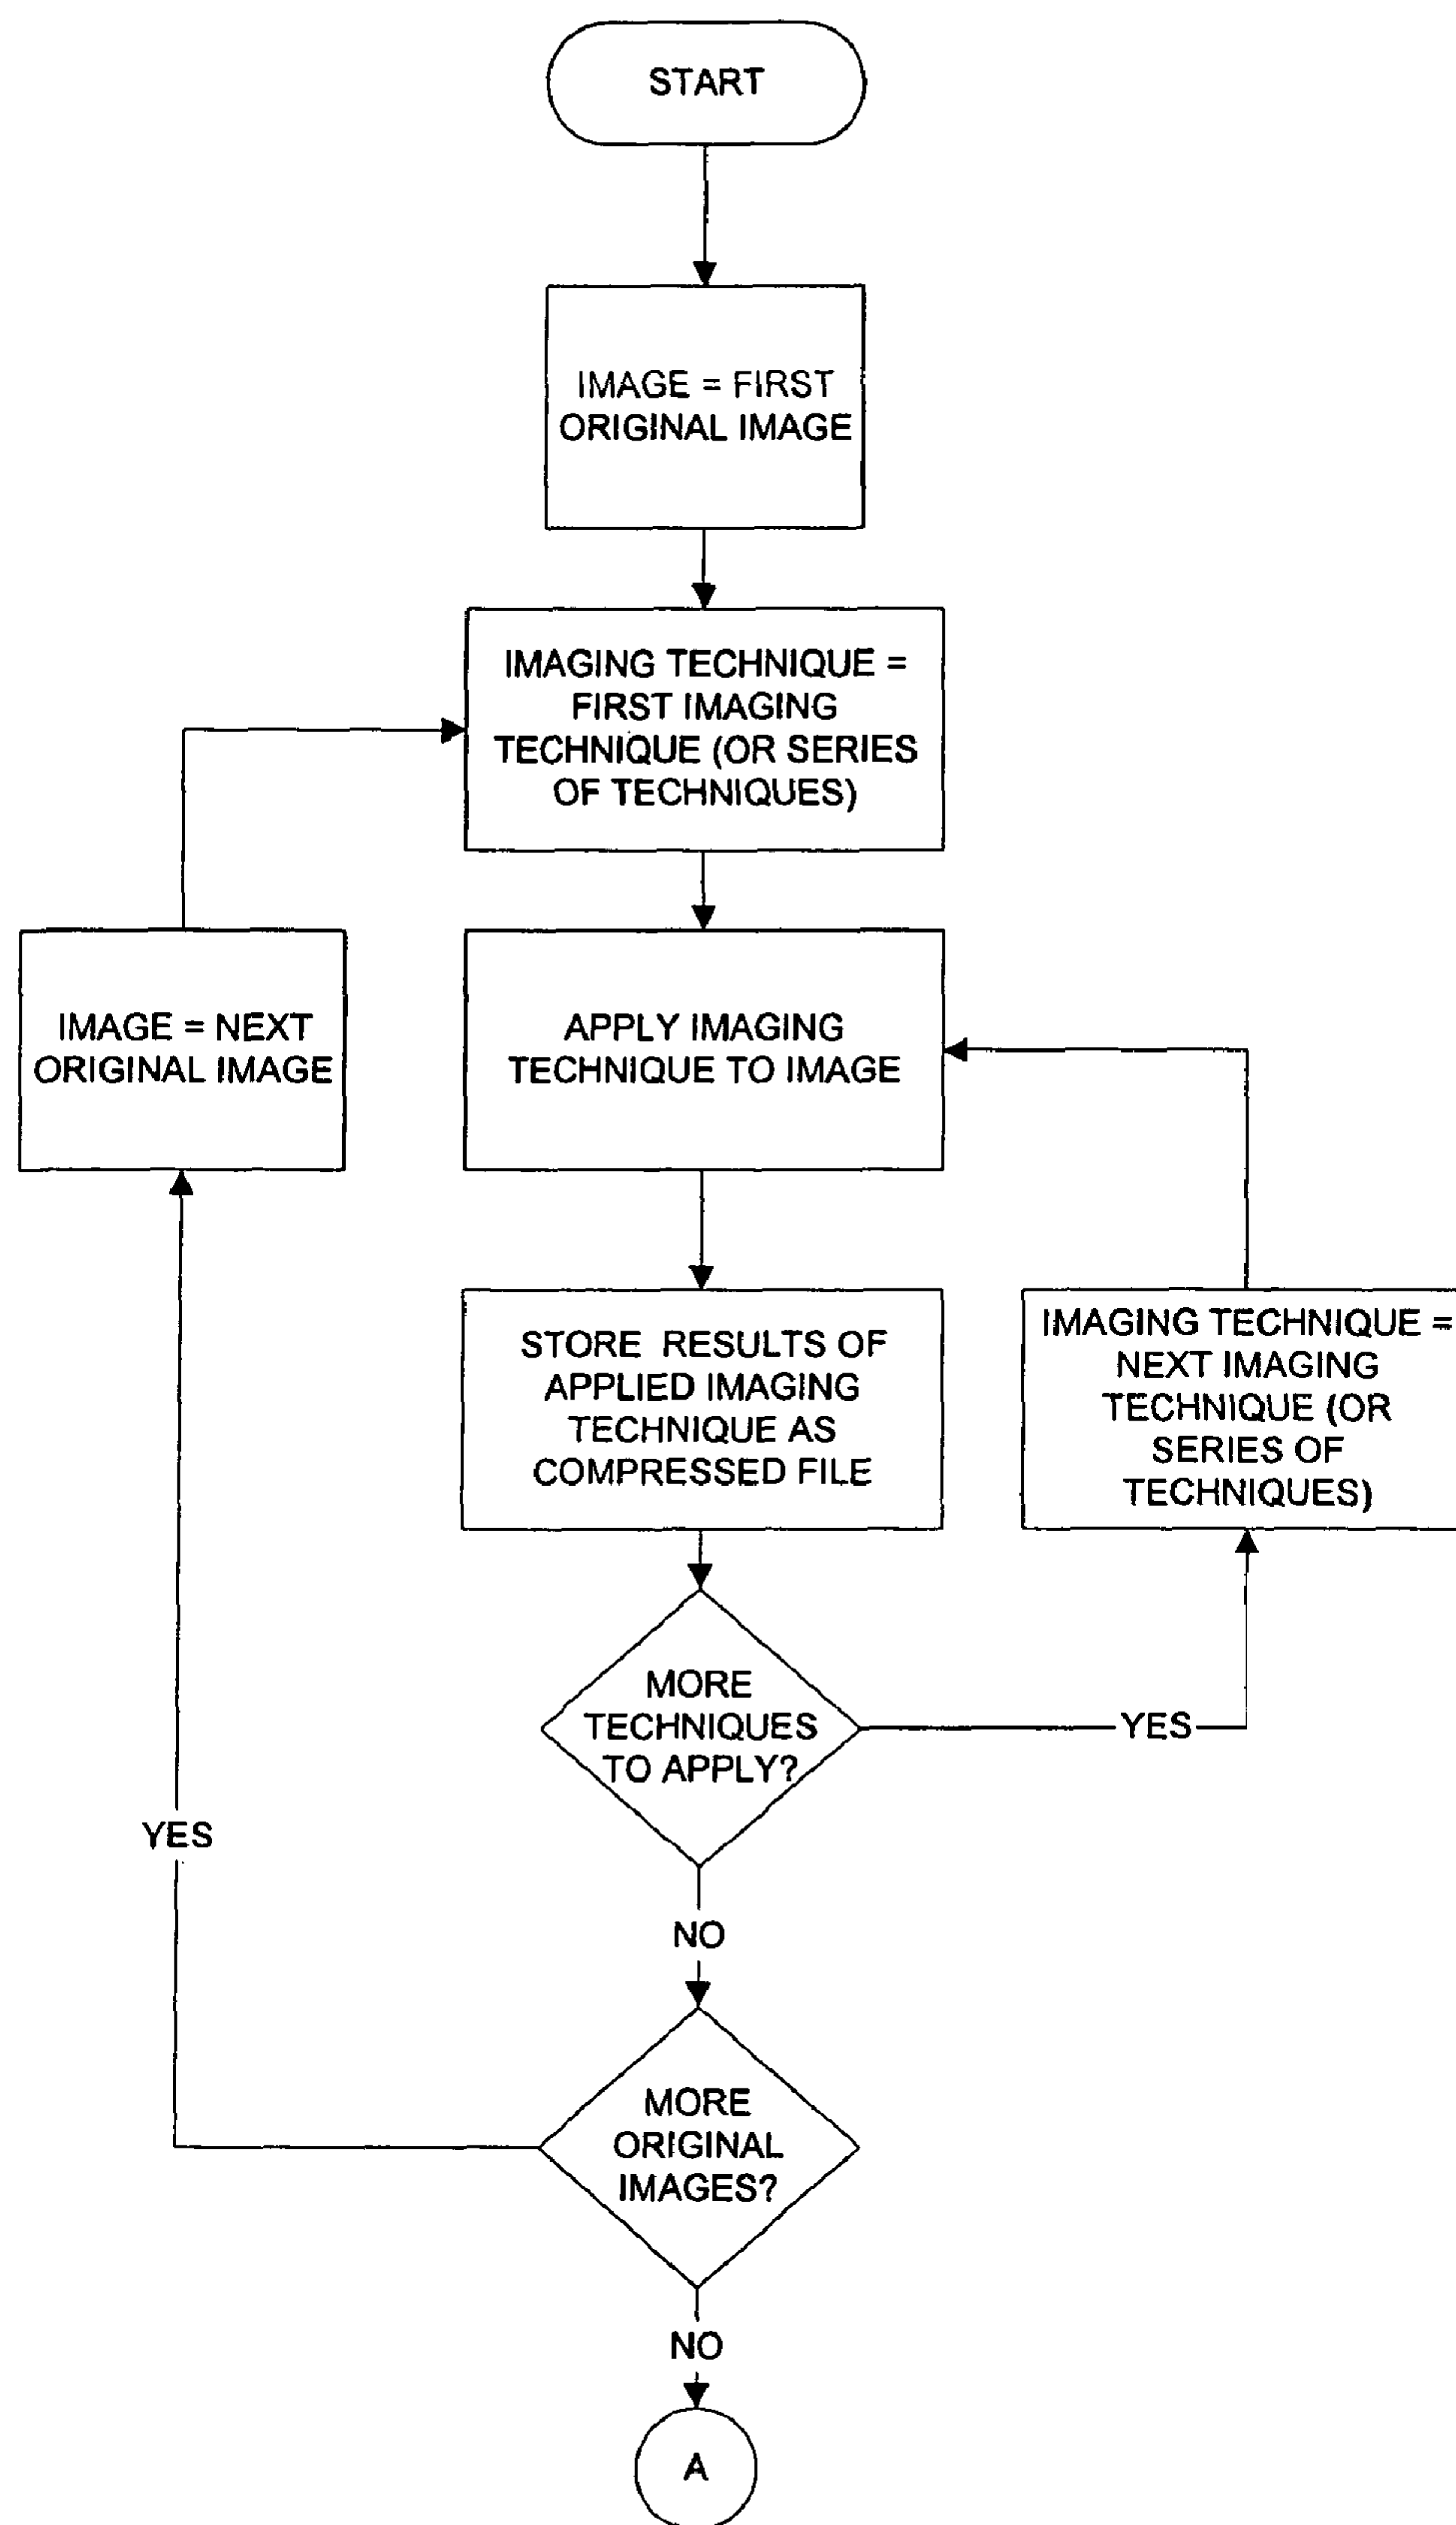 START
IMAGE = FIRST
ORIGINAL IMAGE
IMAGING TECHNIQUE =
FIRST IMAGING
TECHNIQUE (OR SERIES
OF TECHNIQUES)
IMAGE = NEXT
ORIGINAL IMAGE
APPLY IMAGING
TECHNIQUE TO IMAGE
STORE RESULTS OF
APPLIED IMAGING
TECHNIQUE AS
COMPRESSED FILE
IMAGING TECHNIQUE =
NEXT IMAGING
TECHNIQUE (OR
SERIES OF
TECHNIQUES)
MORE
TECHNIQUES
TO APPLY?
YES
YES
NO
MORE
ORIGINAL
IMAGES?
NO
A